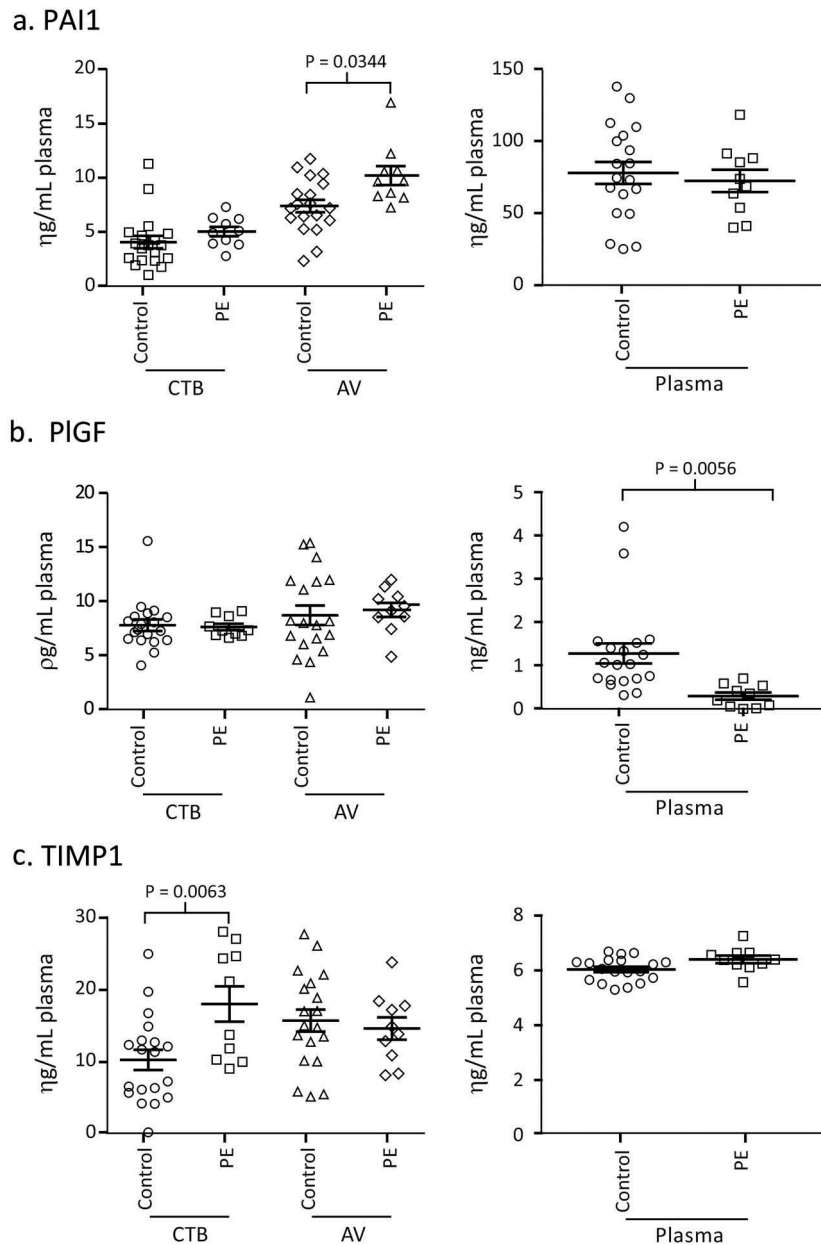 a. PAI1
P = 0.0344
ηg/mL plasma
20
15
10
5
0
Control
PE
Control
PE
CTB
AV
ηg/mL plasma
150
100
50
0
Control
PE
Plasma
b. PlGF
ρg/mL plasma
20
15
10
5
0
Control
PE
Control
PE
CTB
AV
P = 0.0056
ηg/mL plasma
5
4
3
2
1
0
Control
PE
Plasma
c. TIMP1
P = 0.0063
ηg/mL plasma
30
20
10
0
Control
PE
Control
PE
CTB
AV
ηg/mL plasma
8
6
4
2
0
Control
PE
Plasma